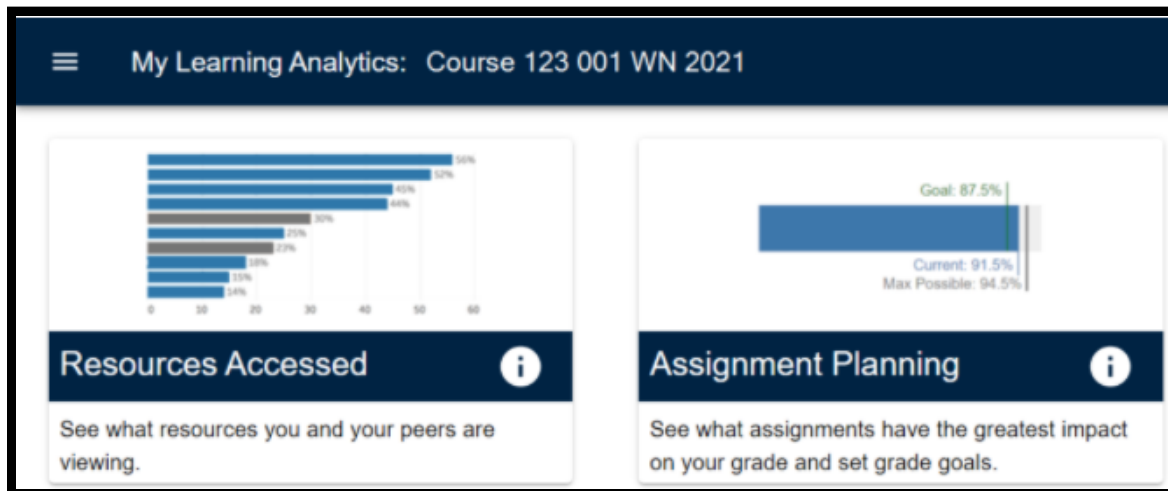 My Learning Analytics: Course 123 001 WN 2021
56%
52%
45%
44%
30%
25%
23%
18%
15%
14%
0 10 20 30 40 50 60
Goal: 87.5%
Current: 91.5%
Max Possible: 94.5%
Resources Accessed
See what resources you and your peers are
viewing.
Assignment Planning
See what assignments have the greatest impact
on your grade and set grade goals.